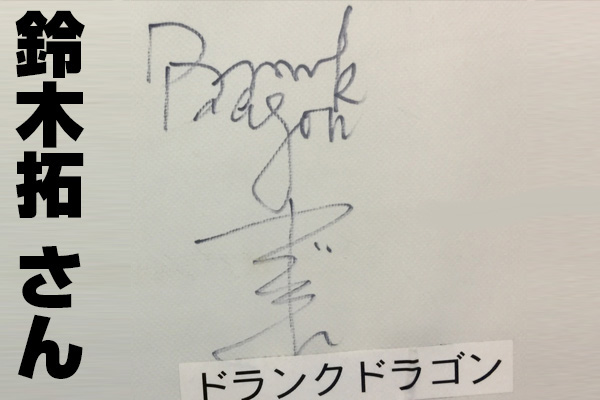 鈴木拓 さん
Drunk
Dragon
ドランクドラゴン